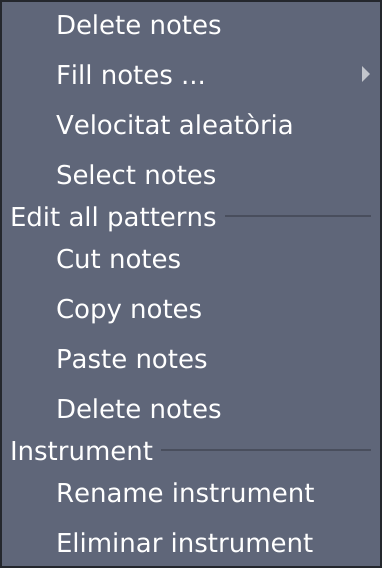 Delete notes
Fill notes ...
Velocitat aleatòria
Select notes
Edit all patterns
Cut notes
Copy notes
Paste notes
Delete notes
Instrument
Rename instrument
Eliminar instrument